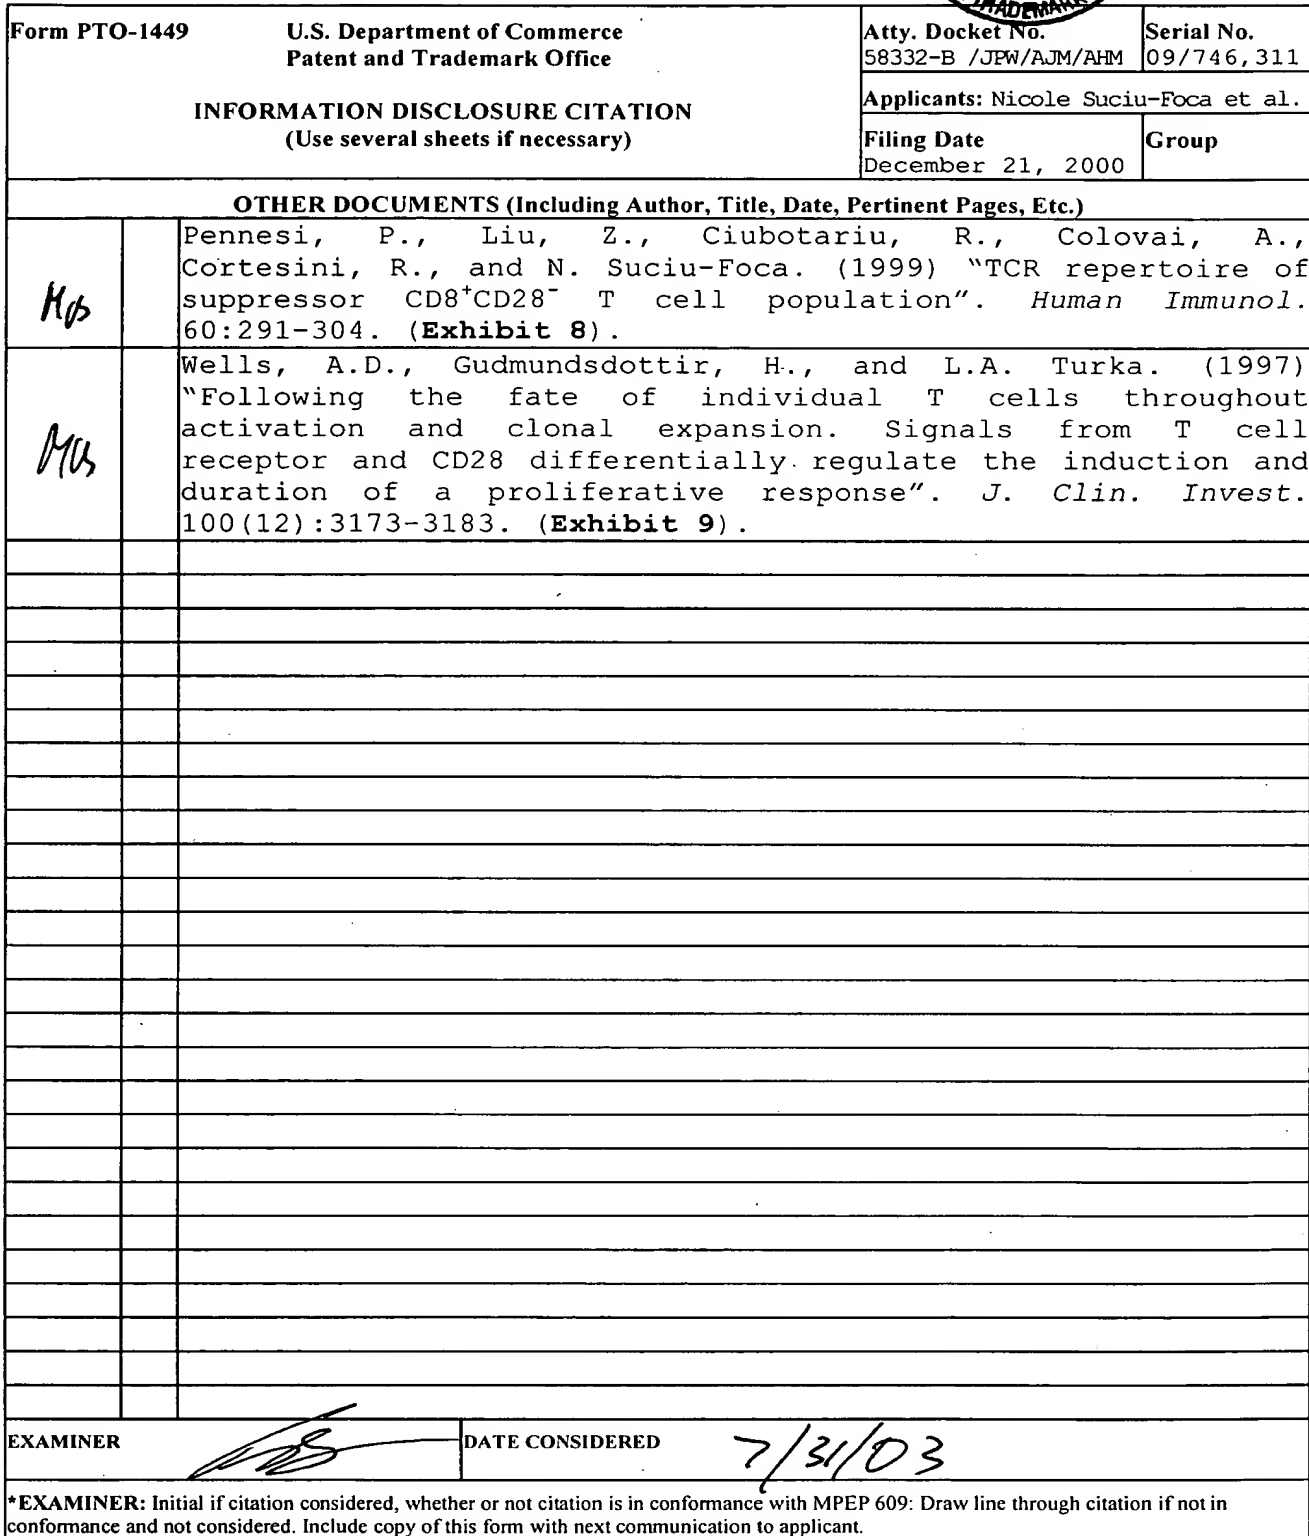 TRADEMARK
Form PTO-1449
U.S. Department of Commerce
Patent and Trademark Office
INFORMATION DISCLOSURE CITATION
(Use several sheets if necessary)
Atty. Docket No.
58332-B /JPW/AJM/AHM
Serial No.
09/746,311
Applicants: Nicole Suciu-Foca et al.
Filing Date
December 21, 2000
Group
OTHER DOCUMENTS (Including Author, Title, Date, Pertinent Pages, Etc.)
Pennesi, P., Liu, Z., Ciubotariu, R., Colovai, A.,
Cortesini, R., and N. Suciu-Foca. (1999) “TCR repertoire of
suppressor CD8⁺CD28⁻ T cell population”. Human Immunol.
60:291-304. (Exhibit 8).
Wells, A.D., Gudmundsdottir, H., and L.A. Turka. (1997)
“Following the fate of individual T cells throughout
activation and clonal expansion. Signals from T cell
receptor and CD28 differentially regulate the induction and
duration of a proliferative response”. J. Clin. Invest.
100(12):3173-3183. (Exhibit 9).
EXAMINER
DATE CONSIDERED
7/31/03
*EXAMINER: Initial if citation considered, whether or not citation is in conformance with MPEP 609: Draw line through citation if not in
conformance and not considered. Include copy of this form with next communication to applicant.